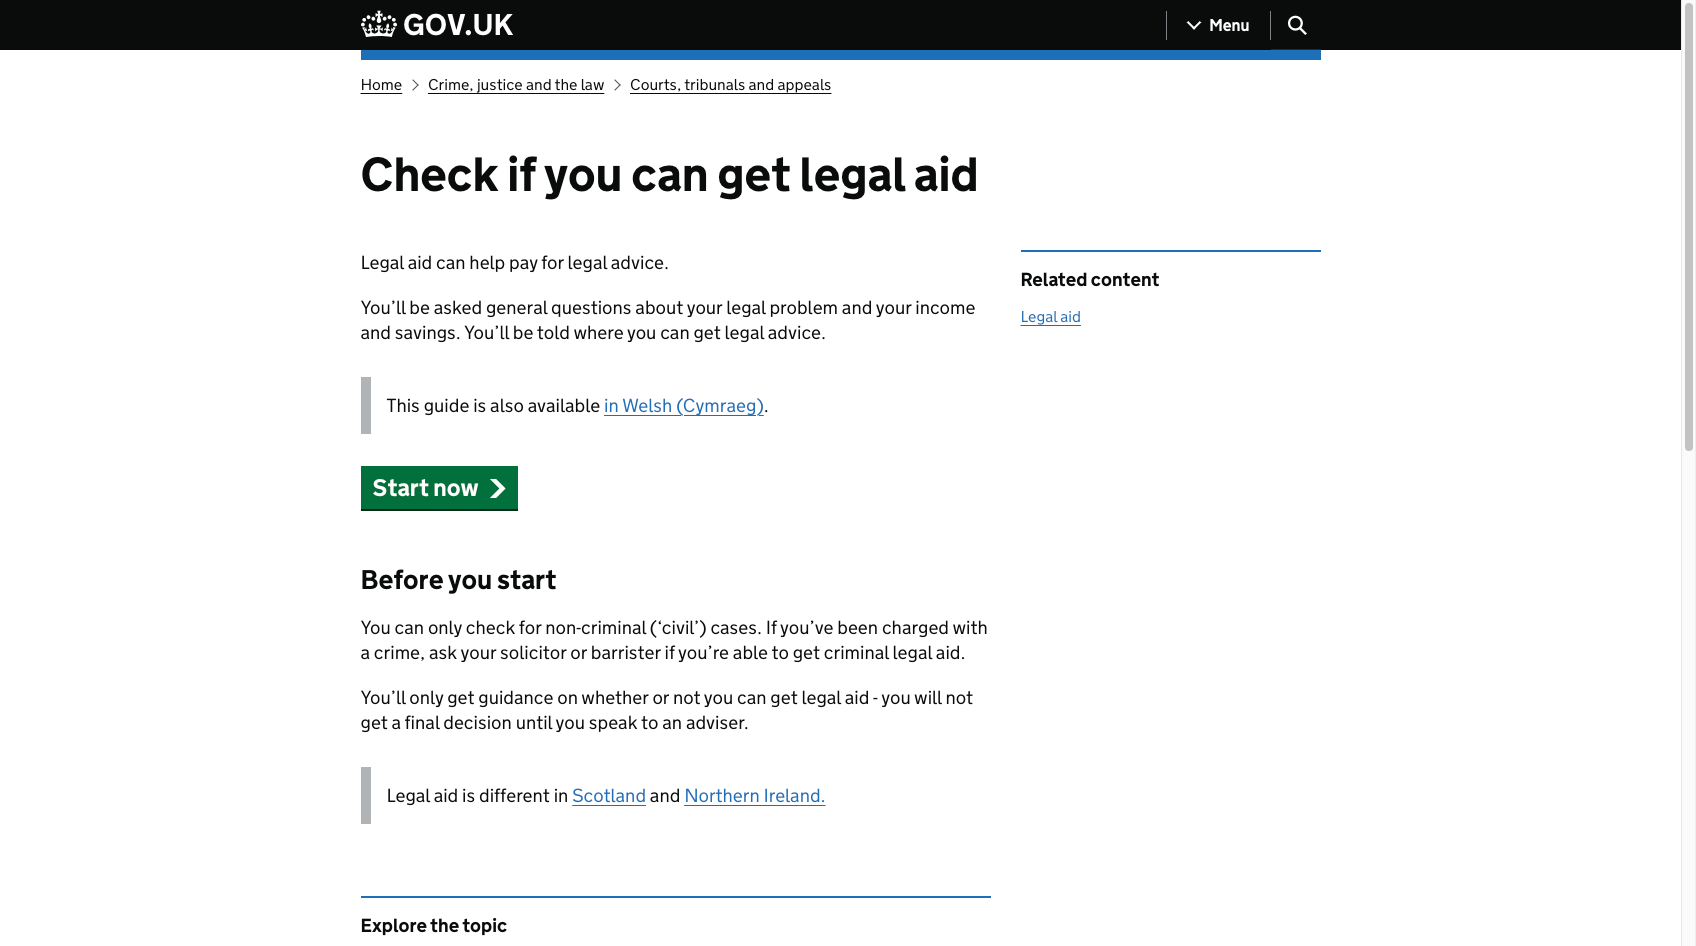 GOV.UK
Menu
Home > Crime, justice and the law > Courts, tribunals and appeals
Check if you can get legal aid
Legal aid can help pay for legal advice.
You’ll be asked general questions about your legal problem and your income
and savings. You’ll be told where you can get legal advice.
This guide is also available in Welsh (Cymraeg).
Start now
Before you start
You can only check for non-criminal (‘civil’) cases. If you’ve been charged with
a crime, ask your solicitor or barrister if you’re able to get criminal legal aid.
You’ll only get guidance on whether or not you can get legal aid - you will not
get a final decision until you speak to an adviser.
Legal aid is different in Scotland and Northern Ireland.
Explore the topic
Related content
Legal aid